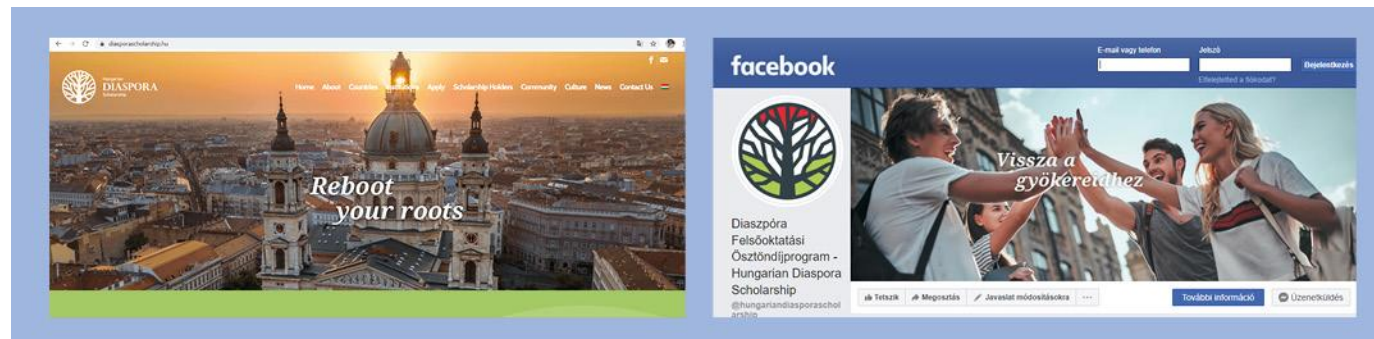 diasporascholarship.hu
Hungarian
DIASPORA
Scholarship
Home About Countries Institutions Apply Scholarship Holders Community Culture News Contact Us
Reboot
your roots
facebook
E-mail vagy telefon Jelszó
Bejelentkezés
Elfelejtetted a fiókodat?
Vissza a
gyökereidhez
Diaszpóra
Felsőoktatási
Ösztöndíjprogram -
Hungarian Diaspora
Scholarship
@hungariandiasporaschol
arship
Tetszik Megosztás Javaslat módosításokra ...
További információ Üzenetküldés